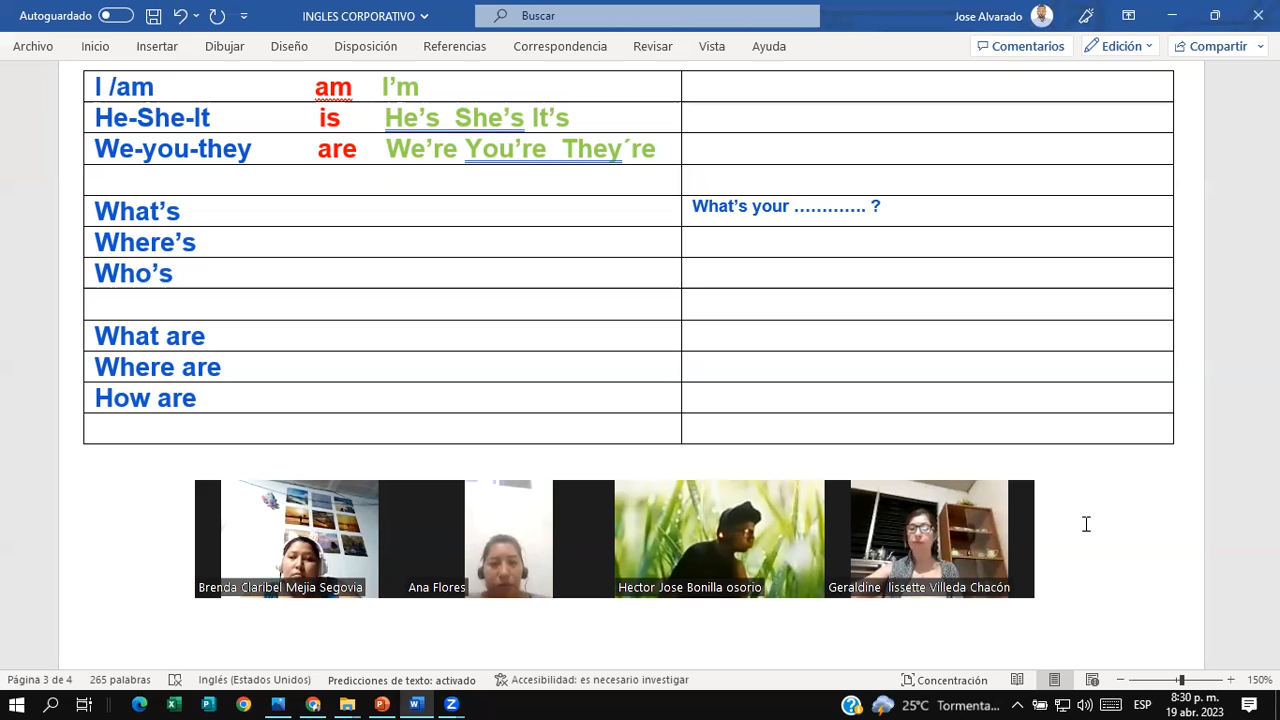 Autoguardado
INGLES CORPORATIVO
Buscar
Jose Alvarado
Archivo Inicio Insertar Dibujar Diseño Disposición Referencias Correspondencia Revisar Vista Ayuda
Comentarios Edición Compartir
I /am am I’m
He-She-It is He’s She’s It’s
We-you-they are We’re You’re They´re
What’s What’s your …………. ?
Where’s
Who’s
What are
Where are
How are
Brenda Claribel Mejia Segovia Ana Flores Hector Jose Bonilla osorio Geraldine lissette Villeda Chacón
Página 3 de 4 265 palabras Inglés (Estados Unidos) Predicciones de texto: activado Accesibilidad: es necesario investigar Concentración 150%
25°C Tormenta... ESP 8:30 p. m.
19 abr. 2023